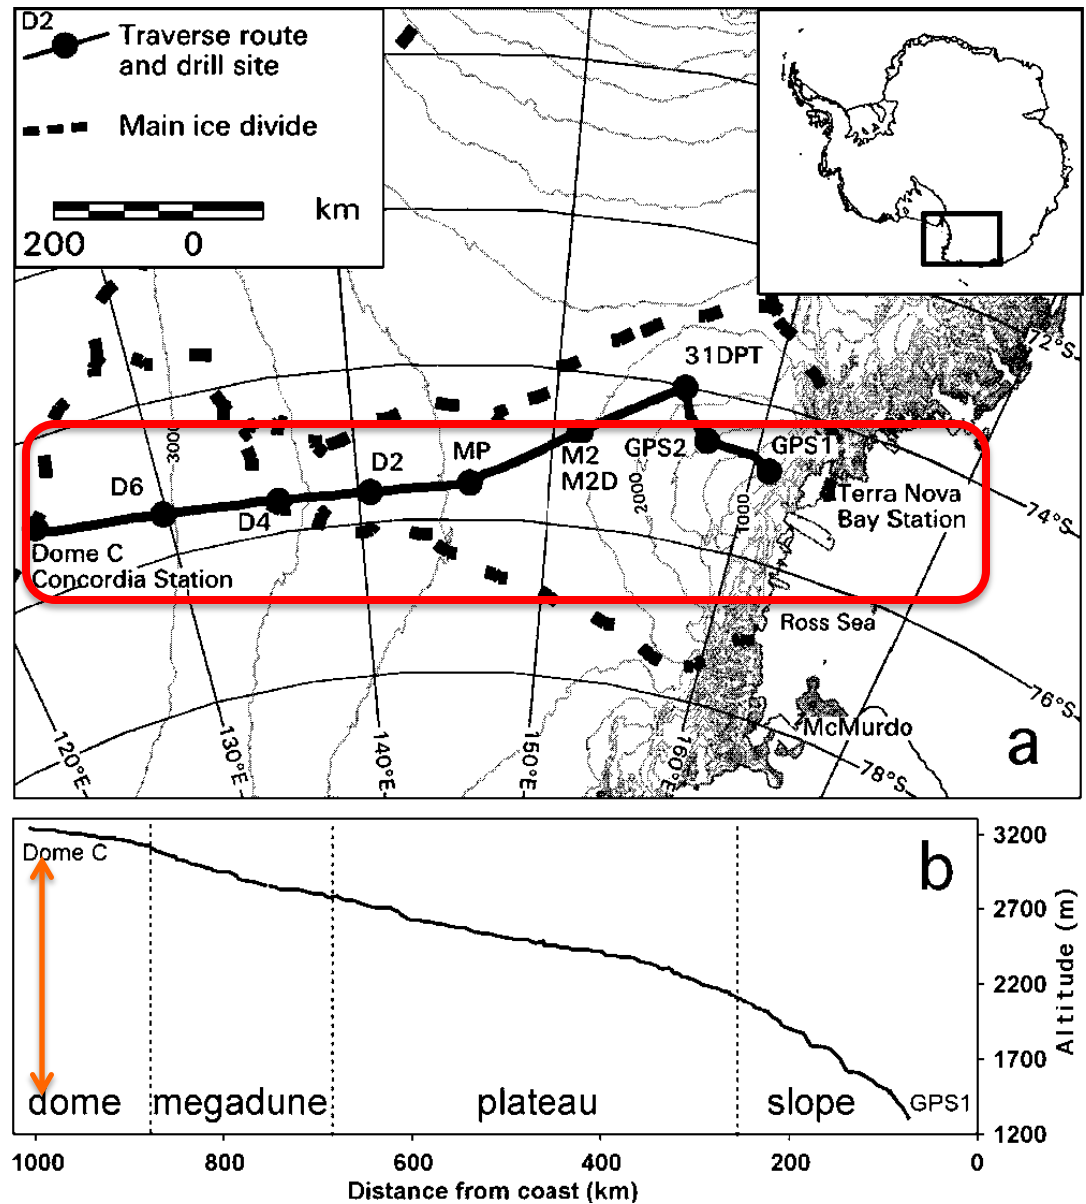 D2
Traverse route
and drill site
Main ice divide
km
200 0
72°S
31DPT
3000
MP
D2
D6
D4
M2
M2D
GPS2
GPS1
2000
1000
Terra Nova
Bay Station
74°S
Dome C
Concordia Station
Ross Sea
76°S
McMurdo
78°S
120°E
130°E
140°E
150°E
160°E
a
Dome C
b
3200
2700
2200
1700
1200
Altitude (m)
dome megadune plateau slope
GPS1
1000 800 600 400 200 0
Distance from coast (km)